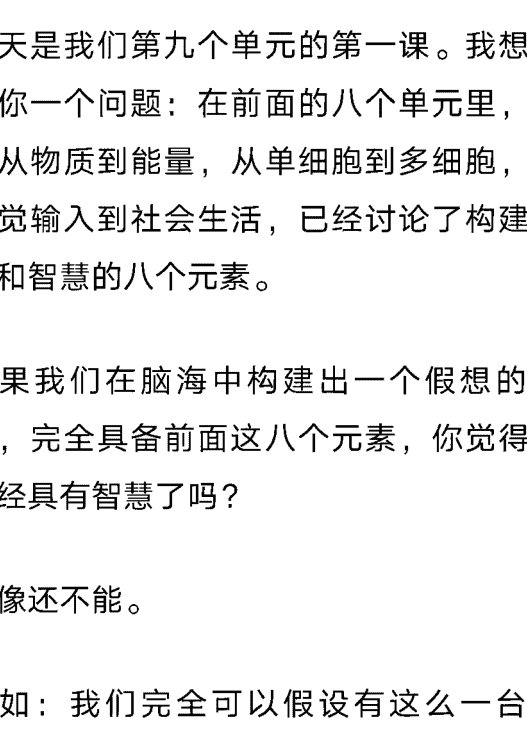 天是我们第九个单元的第一课。我想
你一个问题：在前面的八个单元里，
从物质到能量，从单细胞到多细胞，
觉输入到社会生活，已经讨论了构建
和智慧的八个元素。
果我们在脑海中构建出一个假想的
，完全具备前面这八个元素，你觉得
经具有智慧了吗？
像还不能。
如：我们完全可以假设有这么一台